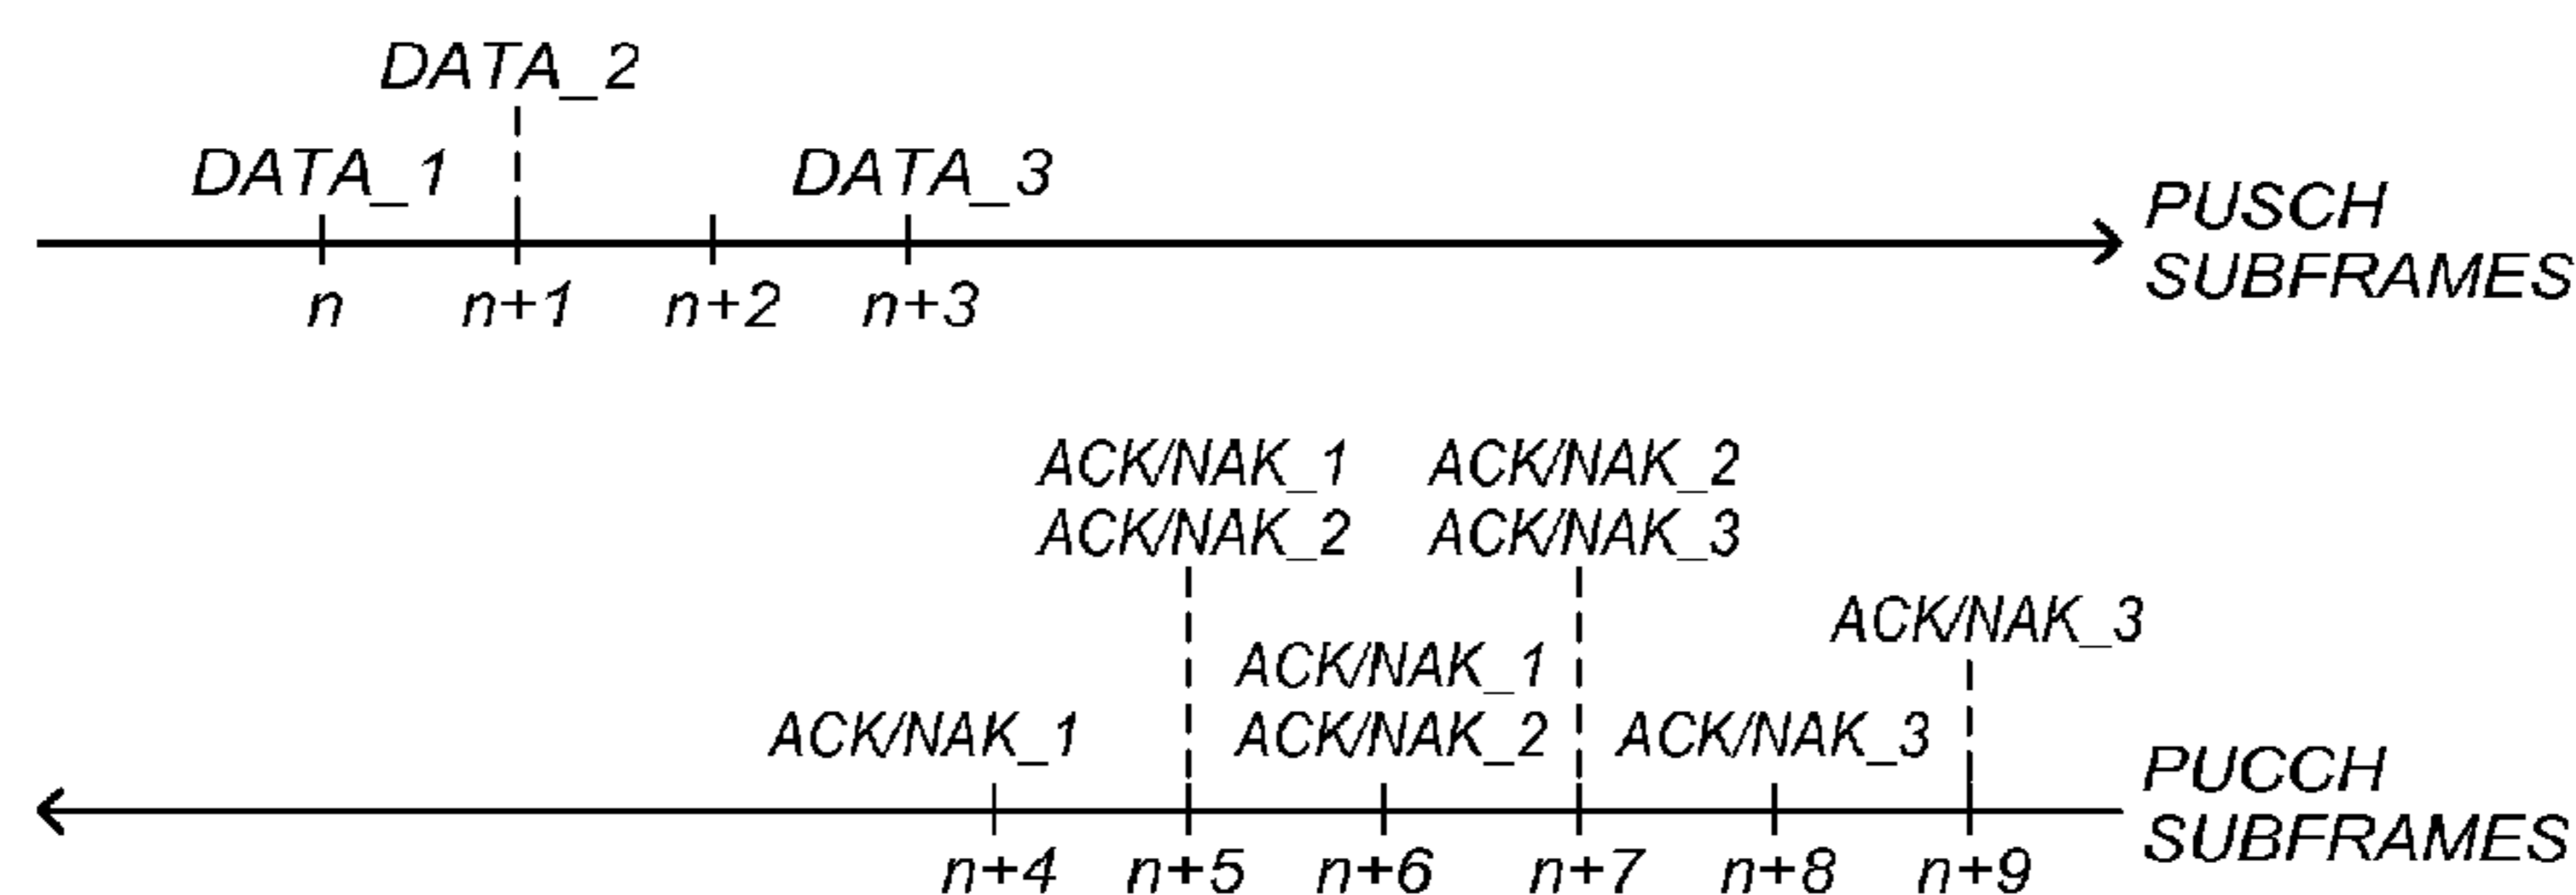 DATA_2
DATA_1
DATA_3
PUSCH
SUBFRAMES
n
n+1
n+2
n+3
ACK/NAK_1
ACK/NAK_2
ACK/NAK_2
ACK/NAK_3
ACK/NAK_3
ACK/NAK_1
ACK/NAK_2
ACK/NAK_1
ACK/NAK_3
PUCCH
SUBFRAMES
n+4
n+5
n+6
n+7
n+8
n+9